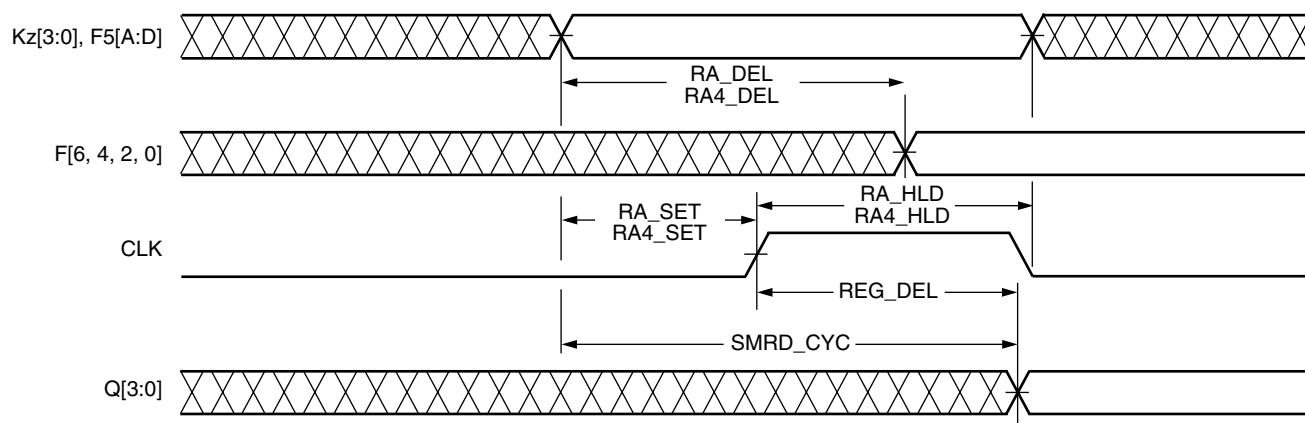 Kz[3:0], F5[A:D]
RA_DEL
RA4_DEL
F[6, 4, 2, 0]
RA_SET
RA4_SET
RA_HLD
RA4_HLD
CLK
REG_DEL
SMRD_CYC
Q[3:0]